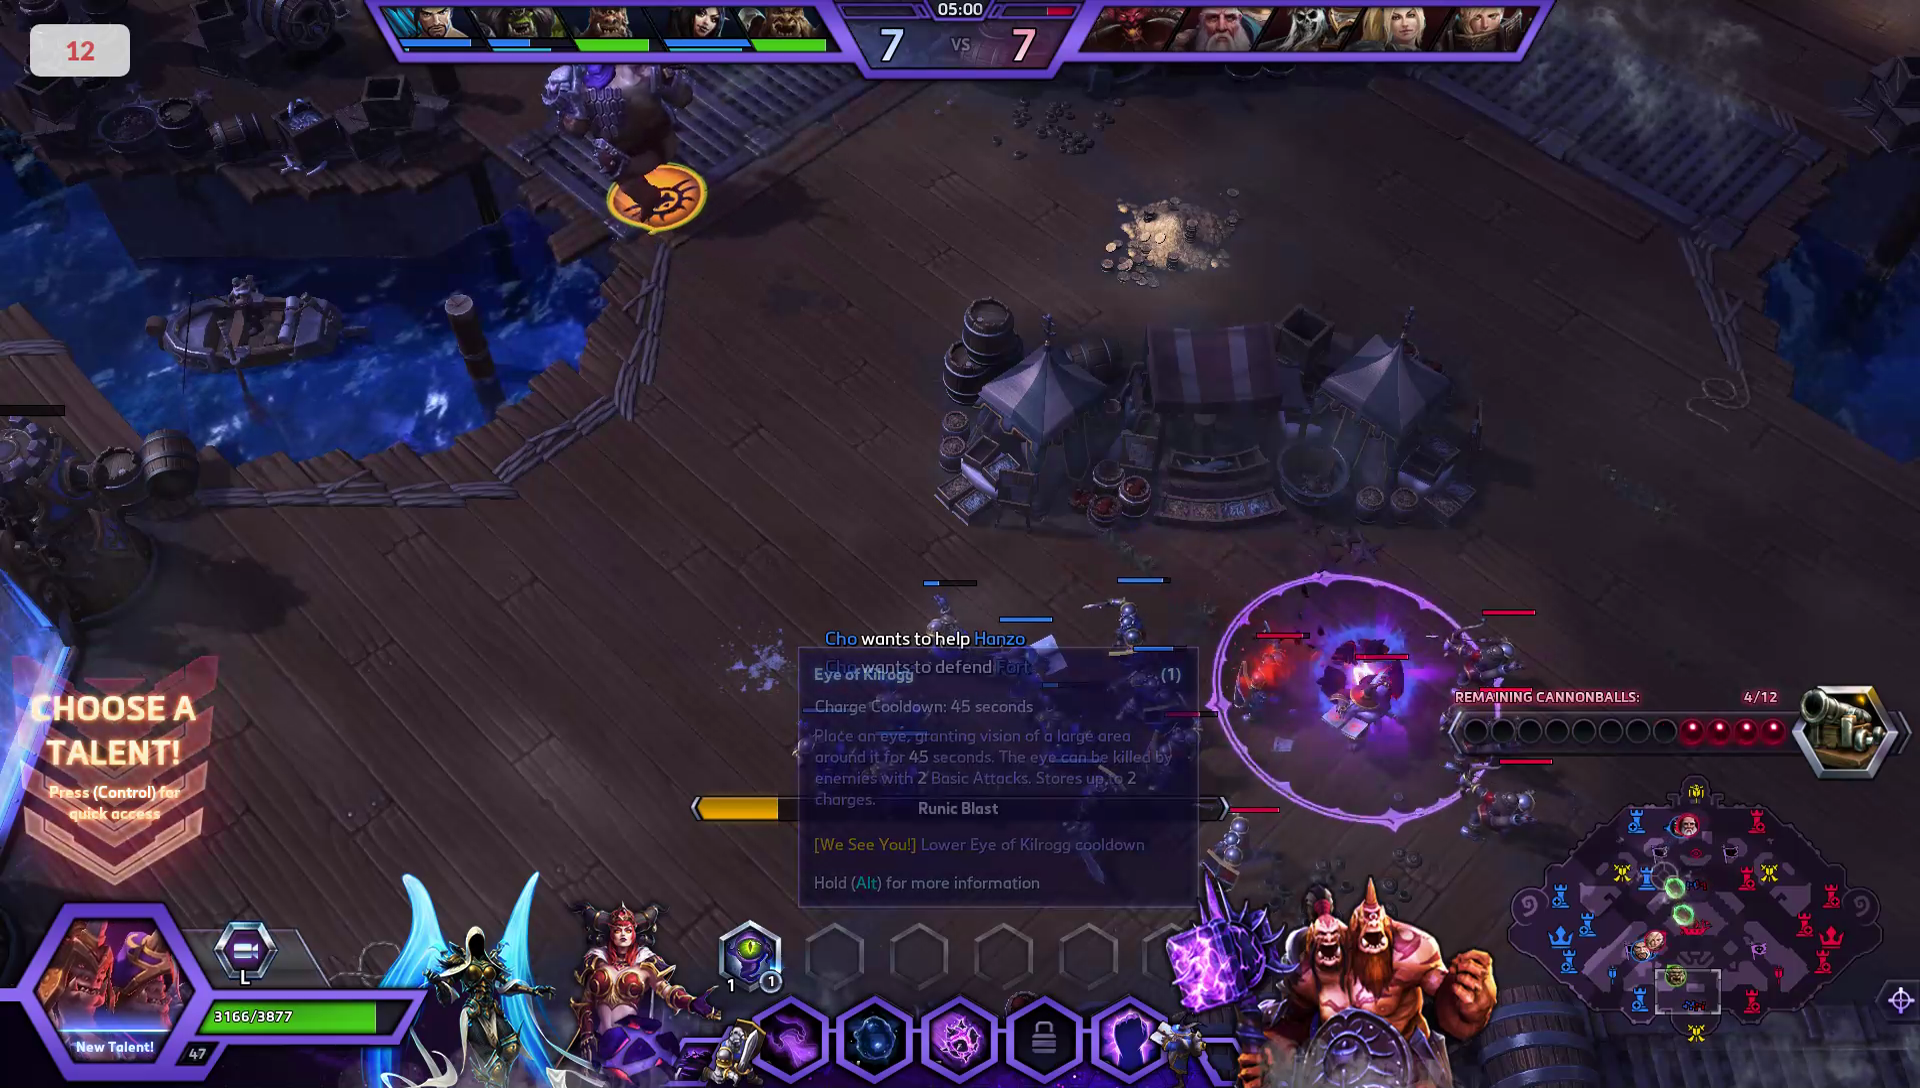 12
05:00
7
VS
7
Cho wants to help Hanzo
Cho wants to defend Fort
Eye of Kilrogg
(1)
Charge Cooldown: 45 seconds
Place an eye, granting vision of a large area
around it for 45 seconds. The eye can be killed by
enemies with 2 Basic Attacks. Stores up to 2
charges.
Runic Blast
[We See You!] Lower Eye of Kilrogg cooldown
Hold (Alt) for more information
REMAINING CANNONBALLS:
4/12
CHOOSE A
TALENT!
Press (Control) for
quick access
L
1
1
3166/3877
New Talent!
47